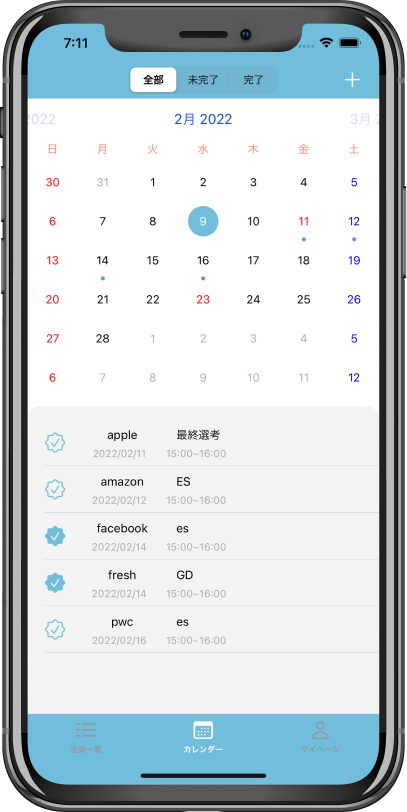 7:11
全部 未完了 完了
2022 2月 2022 3月 2
日 月 火 水 木 金 土
30 31 1 2 3 4 5
6 7 8 9 10 11 12
13 14 15 16 17 18 19
20 21 22 23 24 25 26
27 28 1 2 3 4 5
6 7 8 9 10 11 12
apple 最終選考
2022/02/11 15:00~16:00
amazon ES
2022/02/12 15:00~16:00
facebook es
2022/02/14 15:00~16:00
fresh GD
2022/02/14 15:00~16:00
pwc es
2022/02/16 15:00~16:00
企業一覧 カレンダー マイページ